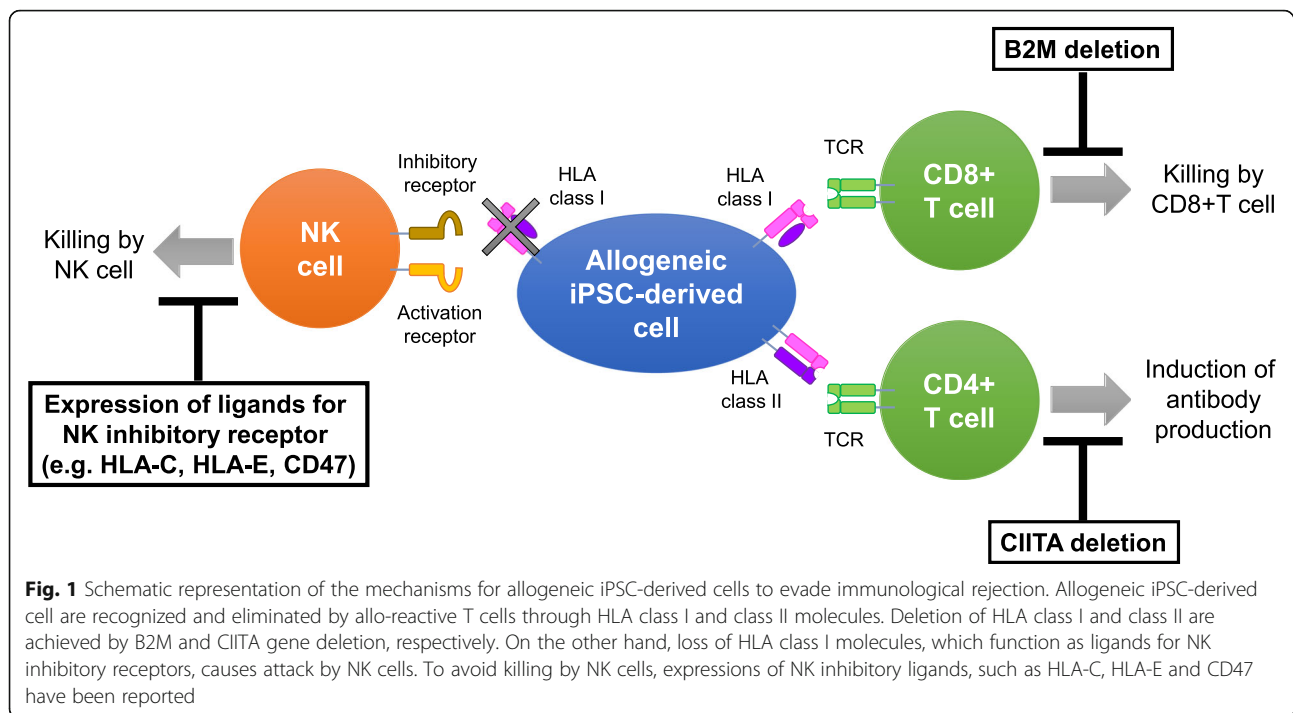 B2M deletion
Inhibitory
receptor
HLA
class I
HLA
class I
TCR
CD8+
T cell
Killing by
CD8+T cell
Killing by
NK cell
NK
cell
Allogeneic
iPSC-derived
cell
Activation
receptor
HLA
class II
TCR
CD4+
T cell
Induction of
antibody
production
Expression of ligands for
NK inhibitory receptor
(e.g. HLA-C, HLA-E, CD47)
CIITA deletion
Fig. 1 Schematic representation of the mechanisms for allogeneic iPSC-derived cells to evade immunological rejection. Allogeneic iPSC-derived
cell are recognized and eliminated by allo-reactive T cells through HLA class I and class II molecules. Deletion of HLA class I and class II are
achieved by B2M and CIITA gene deletion, respectively. On the other hand, loss of HLA class I molecules, which function as ligands for NK
inhibitory receptors, causes attack by NK cells. To avoid killing by NK cells, expressions of NK inhibitory ligands, such as HLA-C, HLA-E and CD47
have been reported